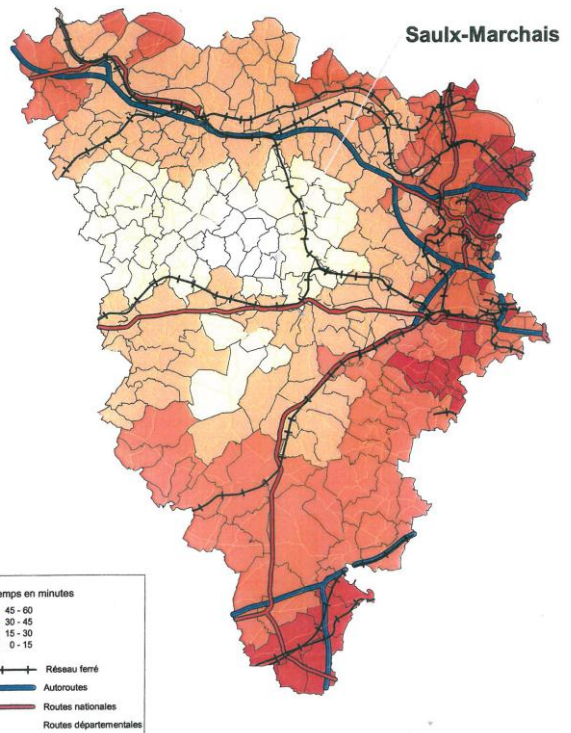 Saulx-Marchais
emps en minutes
45 - 60
30 - 45
15 - 30
0 - 15
Réseau ferré
Autoroutes
Routes nationales
Routes départementales